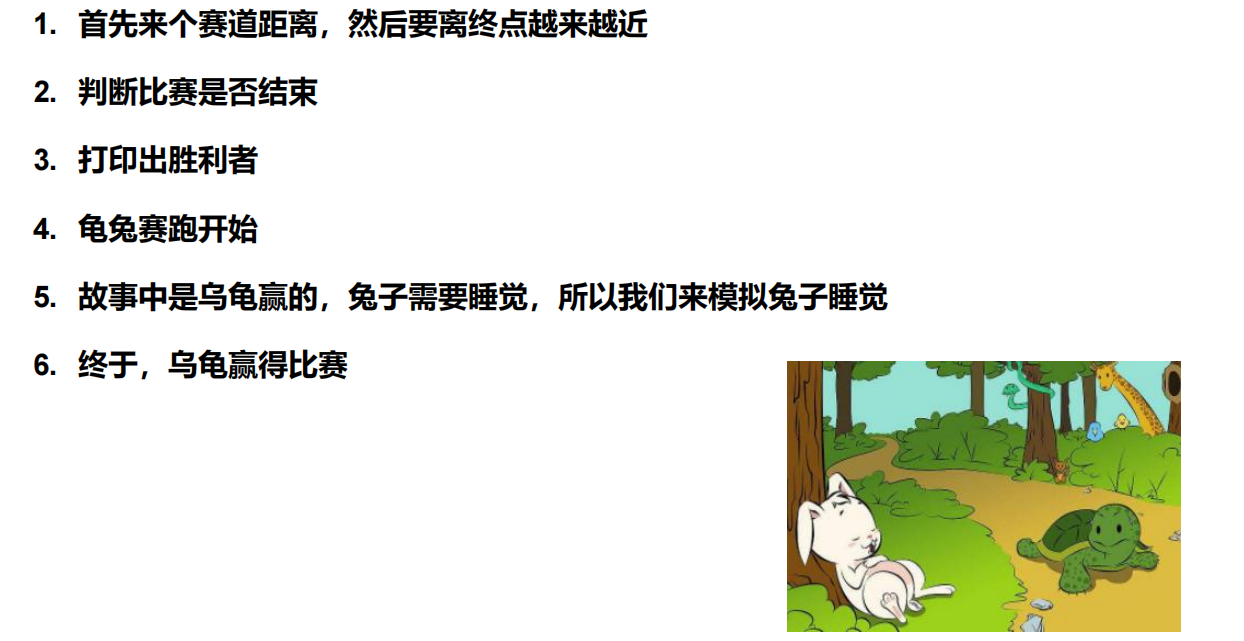 1. 首先来个赛道距离，然后要离终点越来越近
2. 判断比赛是否结束
3. 打印出胜利者
4. 龟兔赛跑开始
5. 故事中是乌龟赢的，兔子需要睡觉，所以我们来模拟兔子睡觉
6. 终于，乌龟赢得比赛